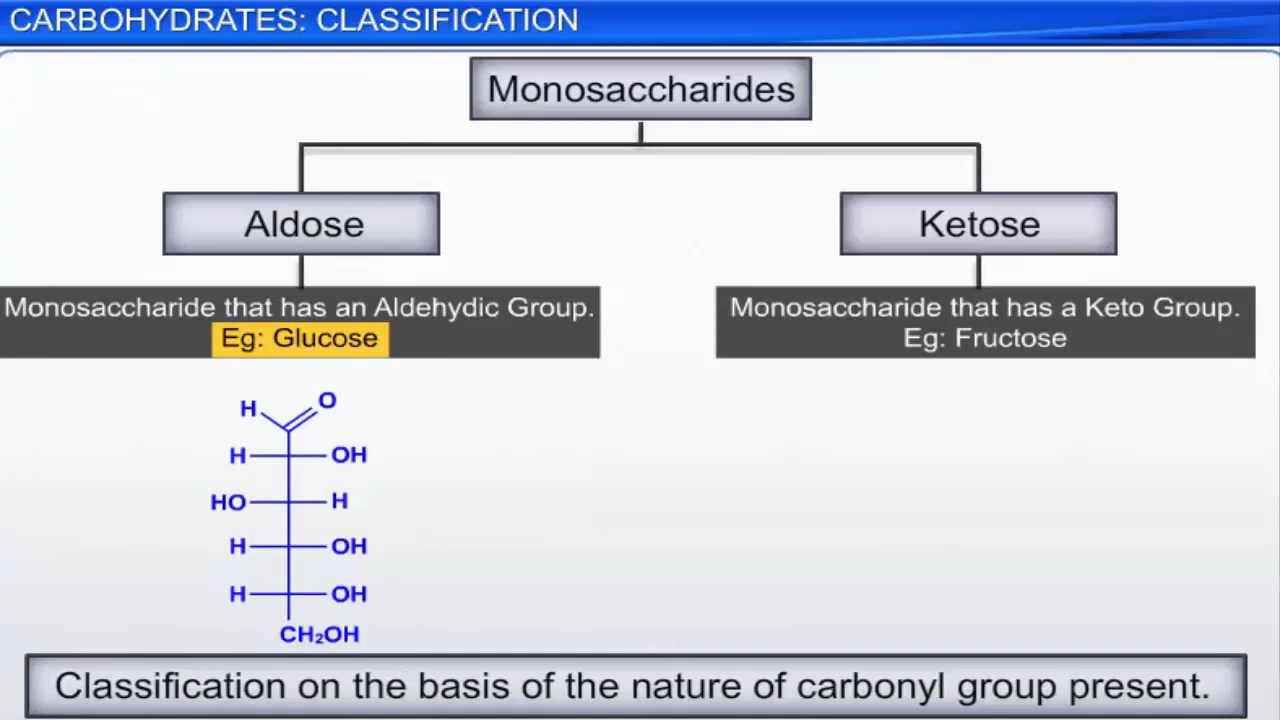 CARBOHYDRATES: CLASSIFICATION
Monosaccharides
Aldose
Ketose
Monosaccharide that has an Aldehydic Group.
Eg: Glucose
Monosaccharide that has a Keto Group.
Eg: Fructose
H O
H OH
HO H
H OH
H OH
CH₂OH
Classification on the basis of the nature of carbonyl group present.